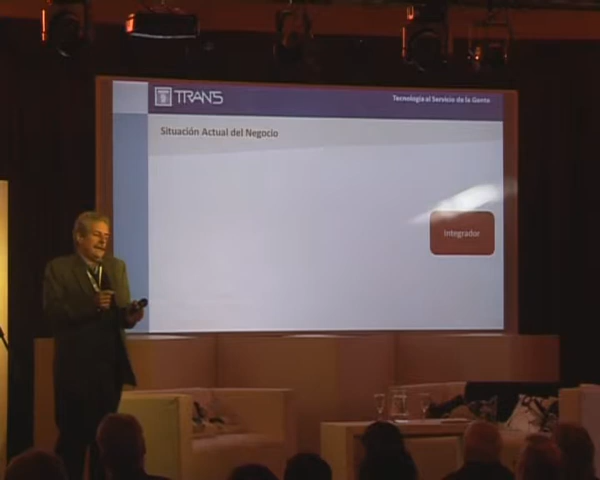 TRANS
Tecnología al Servicio de la Gente
Situación Actual del Negocio
Integrador